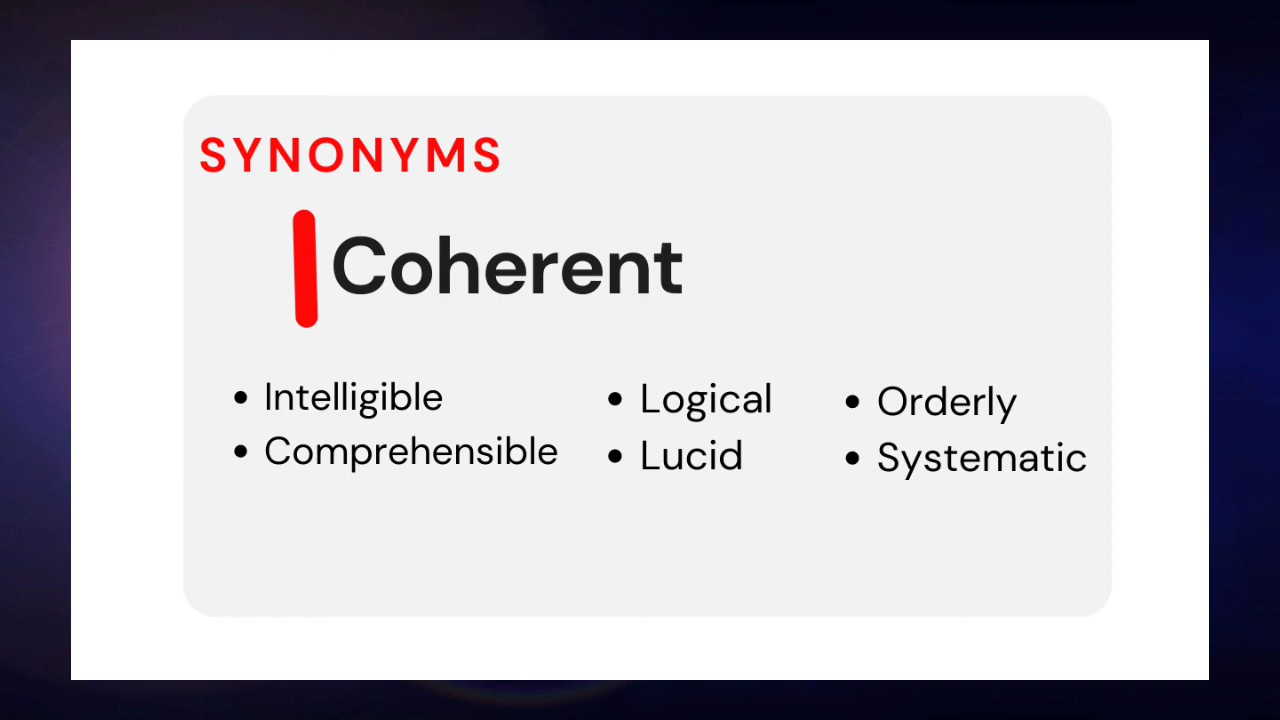 SYNONYMS
Coherent
• Intelligible
• Comprehensible
• Logical
• Lucid
• Orderly
• Systematic